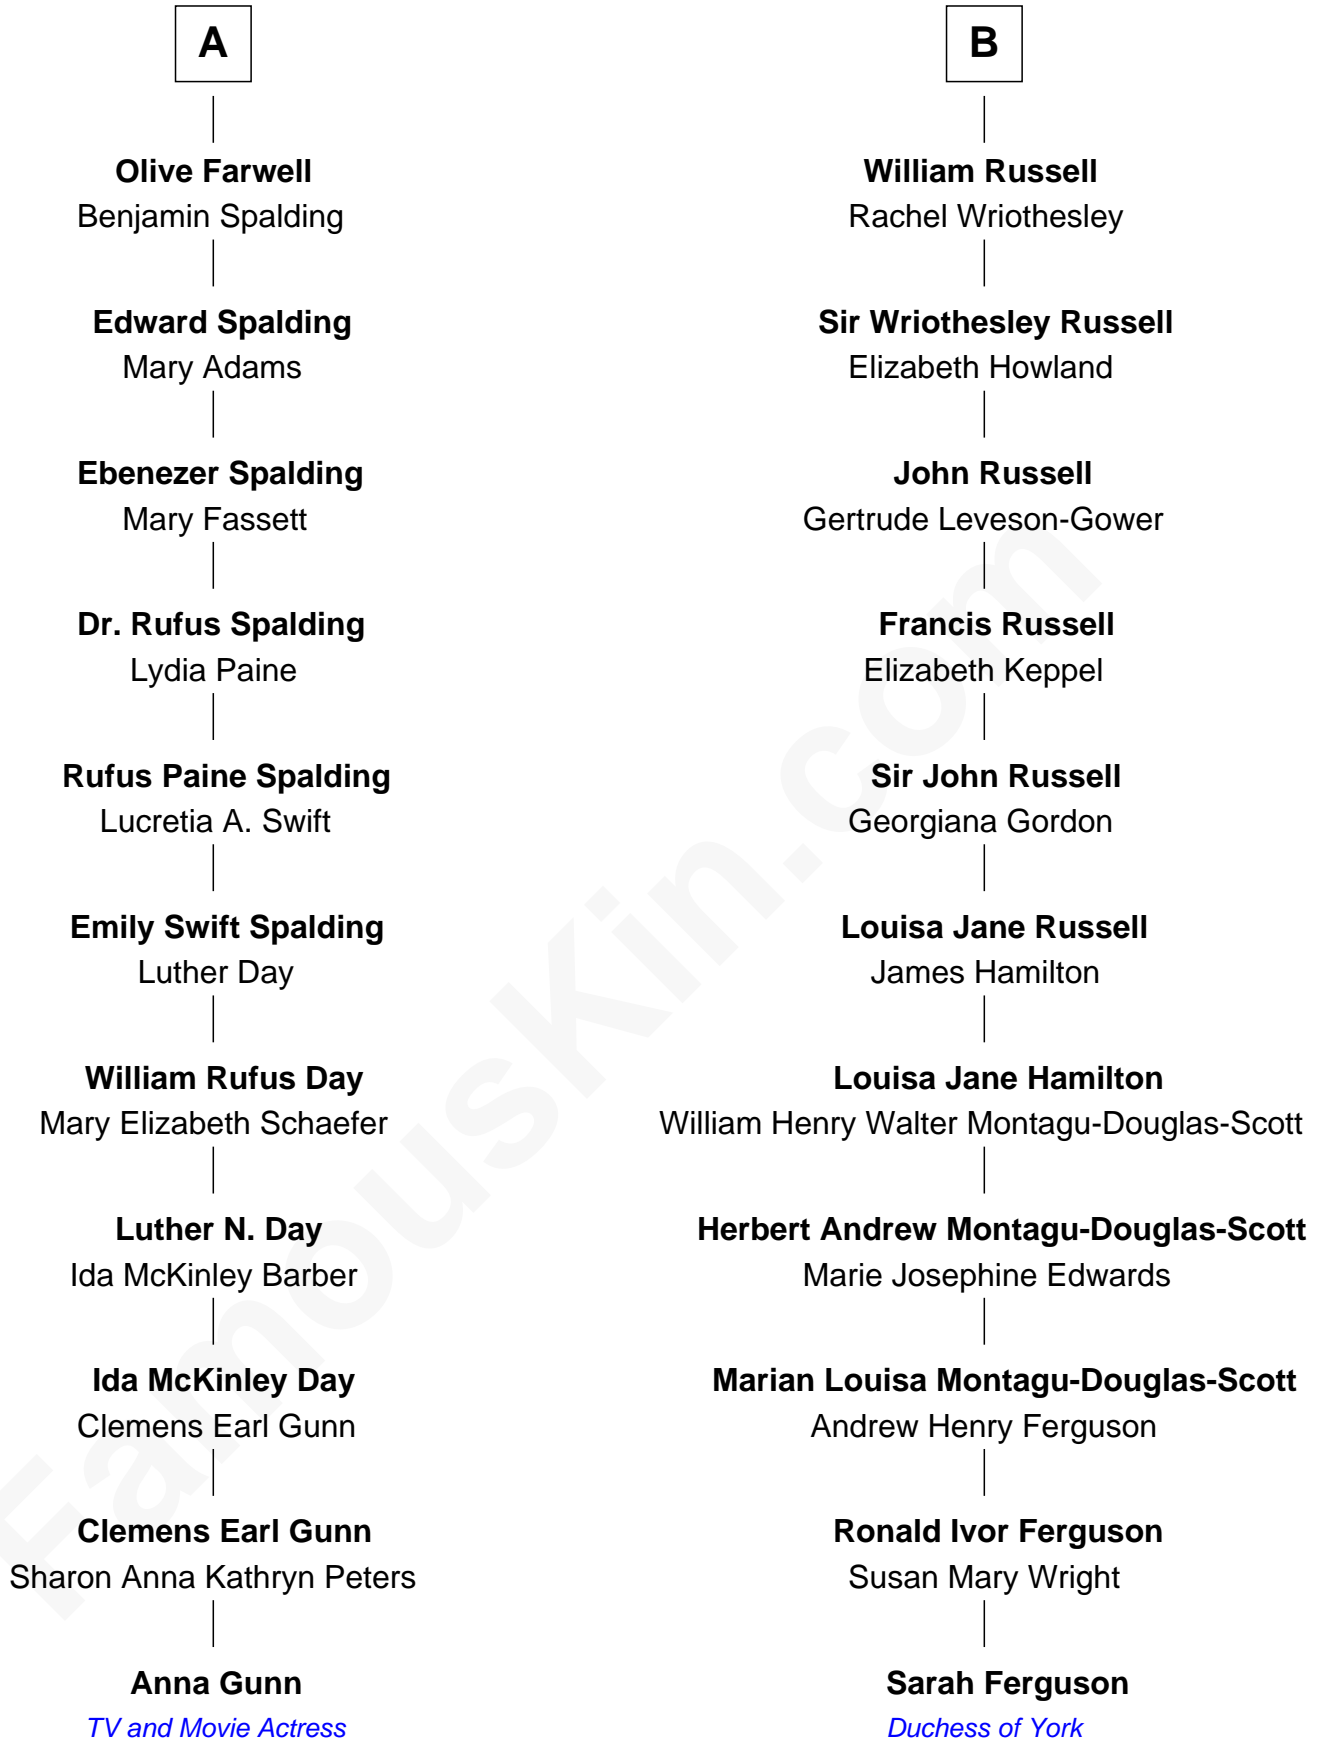 A
Olive Farwell
Benjamin Spalding
Edward Spalding
Mary Adams
Ebenezer Spalding
Mary Fassett
Dr. Rufus Spalding
Lydia Paine
Rufus Paine Spalding
Lucretia A. Swift
Emily Swift Spalding
Luther Day
William Rufus Day
Mary Elizabeth Schaefer
Luther N. Day
Ida McKinley Barber
Ida McKinley Day
Clemens Earl Gunn
Clemens Earl Gunn
Sharon Anna Kathryn Peters
Anna Gunn
TV and Movie Actress
B
William Russell
Rachel Wriothesley
Sir Wriothesley Russell
Elizabeth Howland
John Russell
Gertrude Leveson-Gower
Francis Russell
Elizabeth Keppel
Sir John Russell
Georgiana Gordon
Louisa Jane Russell
James Hamilton
Louisa Jane Hamilton
William Henry Walter Montagu-Douglas-Scott
Herbert Andrew Montagu-Douglas-Scott
Marie Josephine Edwards
Marian Louisa Montagu-Douglas-Scott
Andrew Henry Ferguson
Ronald Ivor Ferguson
Susan Mary Wright
Sarah Ferguson
Duchess of York
FamousKin.com